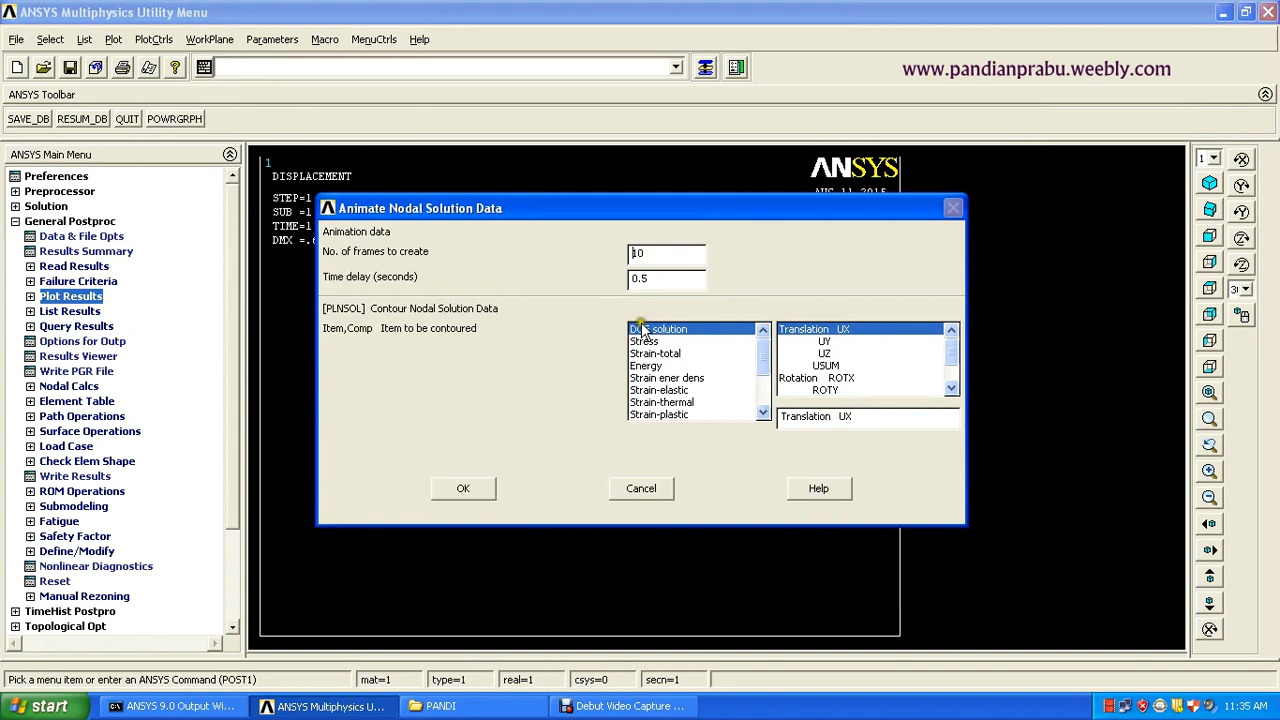 ANSYS Multiphysics Utility Menu
File Select List Plot PlotCtrls WorkPlane Parameters Macro MenuCtrls Help
www.pandianprabu.weebly.com
ANSYS Toolbar
SAVE_DB RESUM_DB QUIT POWRGRPH
ANSYS Main Menu
Preferences
Preprocessor
Solution
General Postproc
Data & File Opts
Results Summary
Read Results
Failure Criteria
Plot Results
List Results
Query Results
Options for Outp
Results Viewer
Write PGR File
Nodal Calcs
Element Table
Path Operations
Surface Operations
Load Case
Check Elem Shape
Write Results
ROM Operations
Submodeling
Fatigue
Safety Factor
Define/Modify
Nonlinear Diagnostics
Reset
Manual Rezoning
TimeHist Postpro
Topological Opt
1
DISPLACEMENT
STEP=1
SUB =1
TIME=1
DMX =.
ANSYS
AUG 11 2015
Animate Nodal Solution Data
Animation data
No. of frames to create 10
Time delay (seconds) 0.5
[PLNSOL] Contour Nodal Solution Data
Item,Comp Item to be contoured
DOF solution
Stress
Strain-total
Energy
Strain ener dens
Strain-elastic
Strain-thermal
Strain-plastic
Translation UX
UY
UZ
USUM
Rotation ROTX
ROTY
Translation UX
OK Cancel Help
1
Pick a menu item or enter an ANSYS Command (POST1) mat=1 type=1 real=1 csys=0 secn=1
start ANSYS 9.0 Output Wi... ANSYS Multiphysics U... PANDI Debut Video Capture ... 11:35 AM